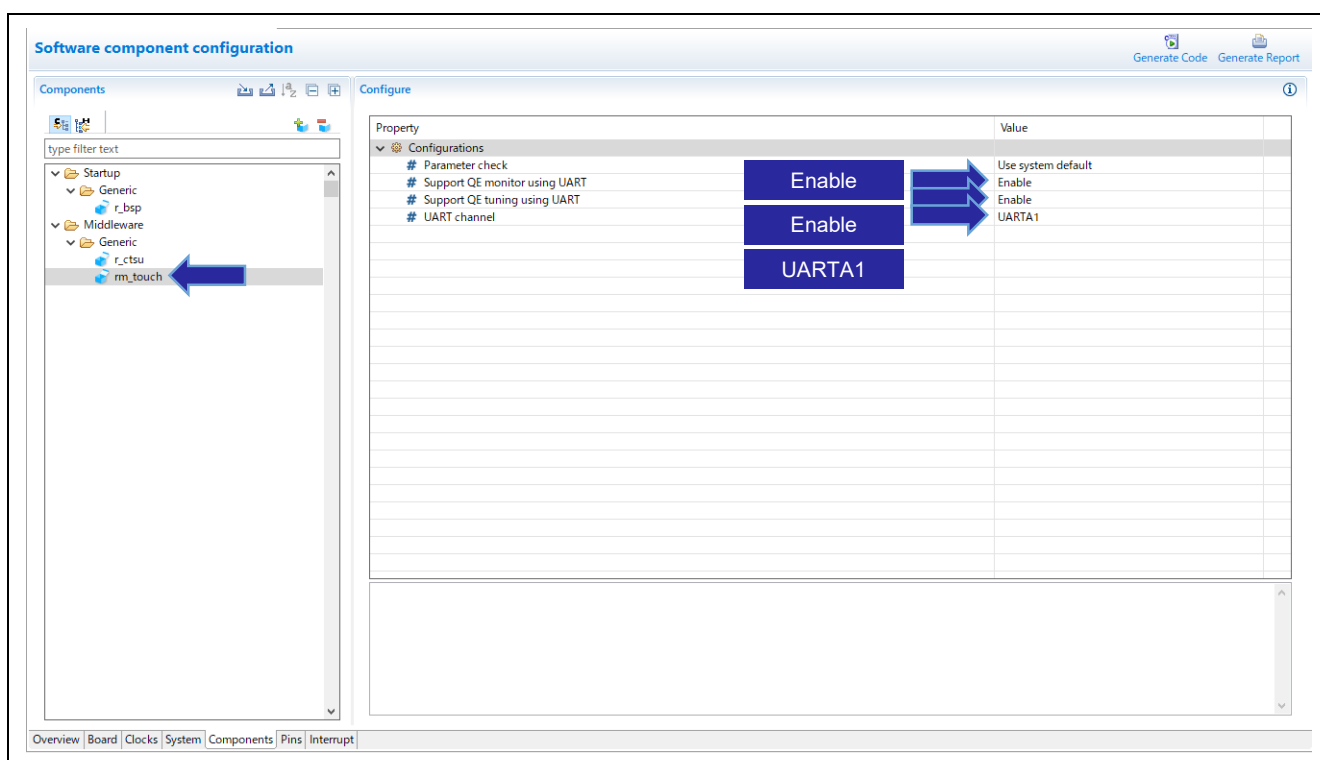 Software component configuration
Generate Code Generate Report
Components
Configure
type filter text
Startup
Generic
r_bsp
Middleware
Generic
r_ctsu
rm_touch
Property Value
Configurations
# Parameter check Use system default
# Support QE monitor using UART Enable
# Support QE tuning using UART Enable
# UART channel UARTA1
Enable
Enable
UARTA1
Overview Board Clocks System Components Pins Interrupt